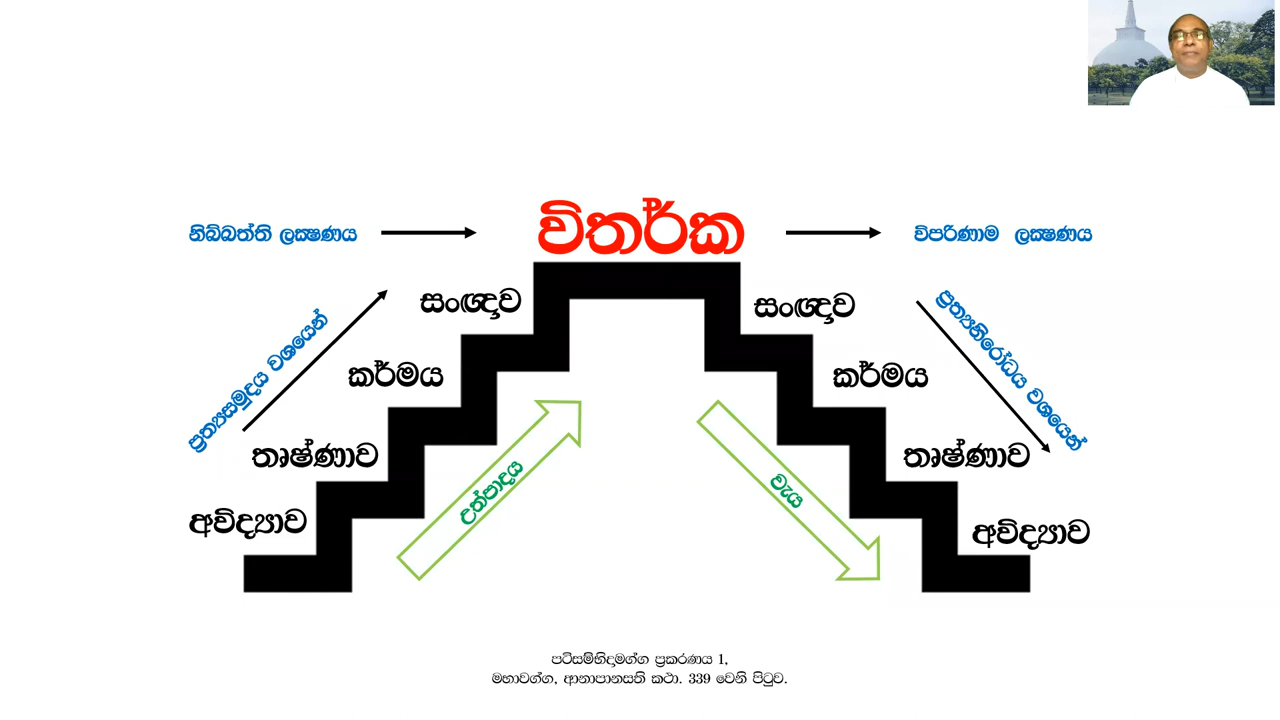 විතර්ක
නිබ්බත්ති ලක්‍ෂණය
විපරිණාම ලක්‍ෂණය
සංඥාව
සංඥාව
ප්‍රත්‍යසමුදය වශයෙන්
ප්‍රත්‍යනිරෝධය වශයෙන්
කර්මය
කර්මය
තෘෂ්ණාව
තෘෂ්ණාව
උත්පාදය
වැය
අවිද්‍යාව
අවිද්‍යාව
පටිසම්භිදාමග්ග ප්‍රකරණය 1,
මහාවග්ග, ආනාපානසති කථා. 339 වෙනි පිටුව.